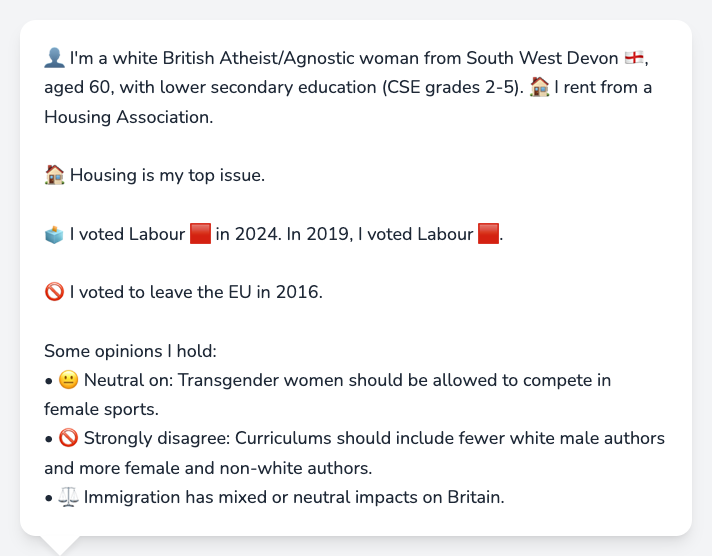 👤 I'm a white British Atheist/Agnostic woman from South West Devon 🏴󠁧󠁢󠁥󠁮󠁧󠁿,
aged 60, with lower secondary education (CSE grades 2-5). 🏠 I rent from a
Housing Association.
🏠 Housing is my top issue.
🗳️ I voted Labour 🟥 in 2024. In 2019, I voted Labour 🟥.
🚫 I voted to leave the EU in 2016.
Some opinions I hold:
• 😐 Neutral on: Transgender women should be allowed to compete in
female sports.
• 🚫 Strongly disagree: Curriculums should include fewer white male authors
and more female and non-white authors.
• ⚖️ Immigration has mixed or neutral impacts on Britain.